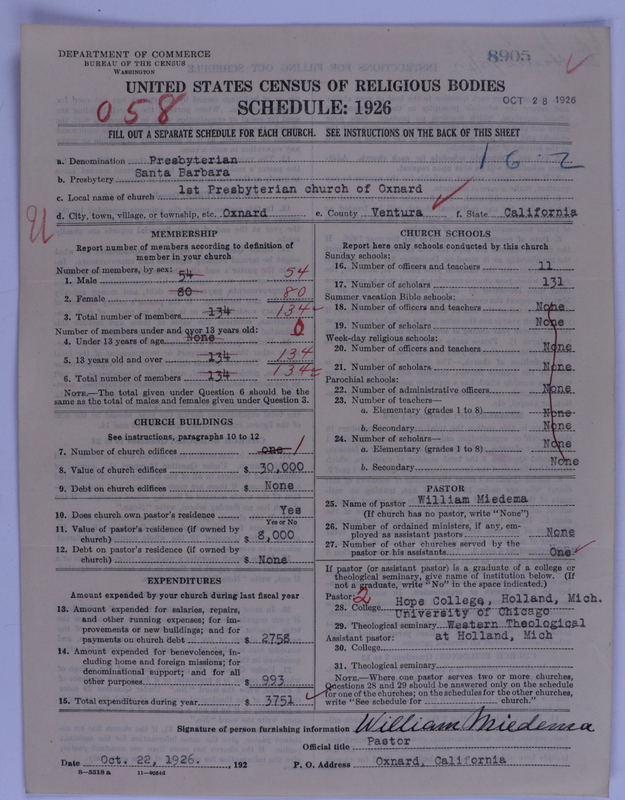 DEPARTMENT OF COMMERCE
BUREAU OF THE CENSUS
WASHINGTON
8905
UNITED STATES CENSUS OF RELIGIOUS BODIES
SCHEDULE: 1926
OCT 28 1926
058
FILL OUT A SEPARATE SCHEDULE FOR EACH CHURCH. SEE INSTRUCTIONS ON THE BACK OF THIS SHEET
162
a. Denomination Presbyterian
b. Presbytery Santa Barbara
c. Local name of church 1st Presbyterian church of Oxnard
U
d. City, town, village, or township, etc. Oxnard e. County Ventura f. State California
MEMBERSHIP
Report number of members according to definition of member in your church
Number of members, by sex:
1. Male 54 54
2. Female 80 80
3. Total number of members 134 134
Number of members under and over 13 years old:
4. Under 13 years of age None 0
5. 13 years old and over 134 134
6. Total number of members 134 134
NOTE.—The total given under Question 6 should be
same as the total of males and females given under Question 3.
CHURCH BUILDINGS
See instructions, paragraphs 10 to 12
7. Number of church edifices one 1
8. Value of church edifices $ 30,000
9. Debt on church edifices $ None
10. Does church own pastor's residence Yes
Yes or No
11. Value of pastor's residence (if owned by
church) $ 8,000
12. Debt on pastor's residence (if owned by
church) $ None
EXPENDITURES
Amount expended by your church during last fiscal year
13. Amount expended for salaries, repairs,
and other running expenses; for im-
provements or new buildings; and for
payments on church debt $ 2758
14. Amount expended for benevolences, in-
cluding home and foreign missions; for
denominational support; and for all
other purposes $ 993
15. Total expenditures during year $ 3751
CHURCH SCHOOLS
Report here only schools conducted by this church
Sunday schools:
16. Number of officers and teachers 11
17. Number of scholars 131
Summer vacation Bible schools:
18. Number of officers and teachers None
19. Number of scholars None
Week-day religious schools:
20. Number of officers and teachers None
21. Number of scholars None
Parochial schools:
22. Number of administrative officers None
23. Number of teachers—
a. Elementary (grades 1 to 8) None
b. Secondary None
24. Number of scholars—
a. Elementary (grades 1 to 8) None
b. Secondary None
PASTOR
25. Name of pastor William Miedema
(If church has no pastor, write "None")
26. Number of ordained ministers, if any, em-
ployed as assistant pastors None
27. Number of other churches served by the
pastor or his assistants One
If pastor (or assistant pastor) is a graduate of a college or
theological seminary, give name of institution below. (If
not a graduate, write "No" in the space indicated.)
Pastor: 2
28. College Hope College, Holland, Mich.
University of Chicago
29. Theological seminary Western Theological
Assistant pastor: at Holland, Mich
30. College
31. Theological seminary
NOTE.—Where one pastor serves two or more churches,
Questions 28 and 29 should be answered only on the schedule
for one of the churches; on the schedules for the other churches,
write "See schedule for church."
Signature of person furnishing information William Miedema
Official title Pastor
Date Oct. 22, 1926. , 192 P. O. Address Oxnard, California
8—5518 a